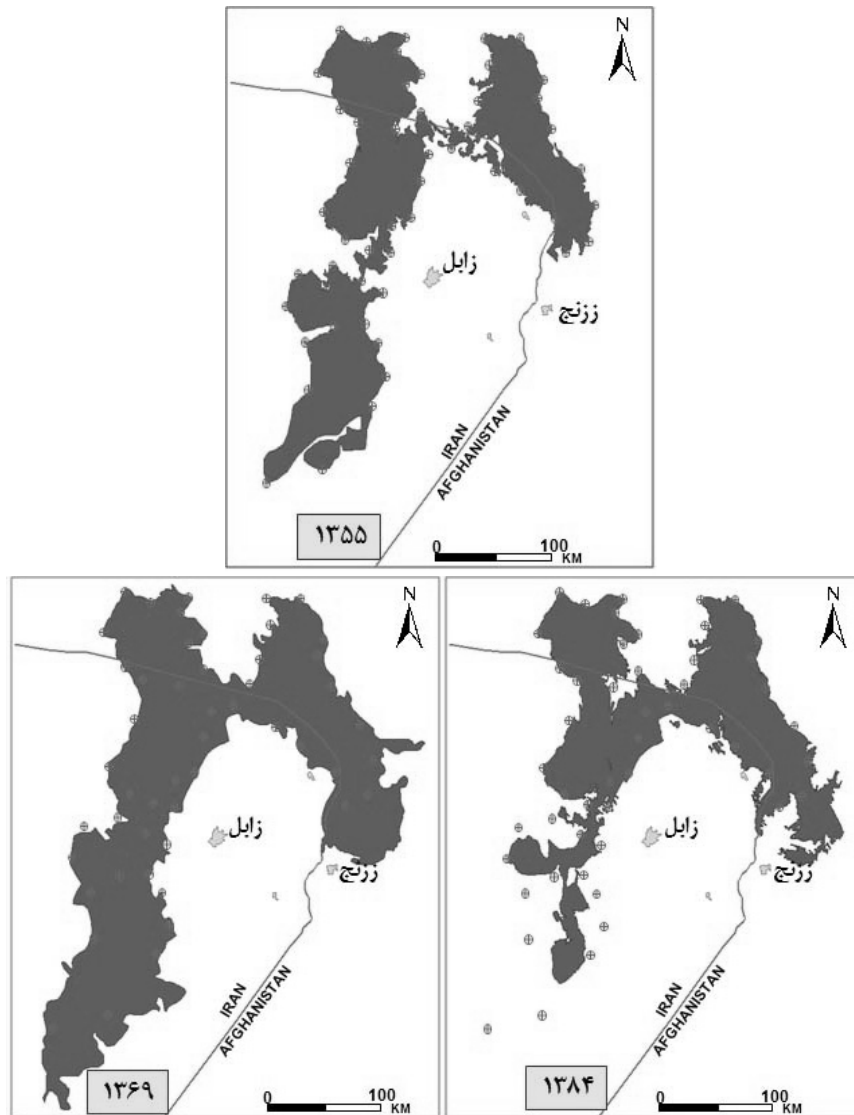 N
زابل
زرنج
IRAN
AFGHANISTAN
۱۳۵۵
0 100
KM
N
زابل
زرنج
IRAN
AFGHANISTAN
۱۳۶۹
0 100
KM
N
زابل
زرنج
IRAN
AFGHANISTAN
۱۳۸۴
0 100
KM